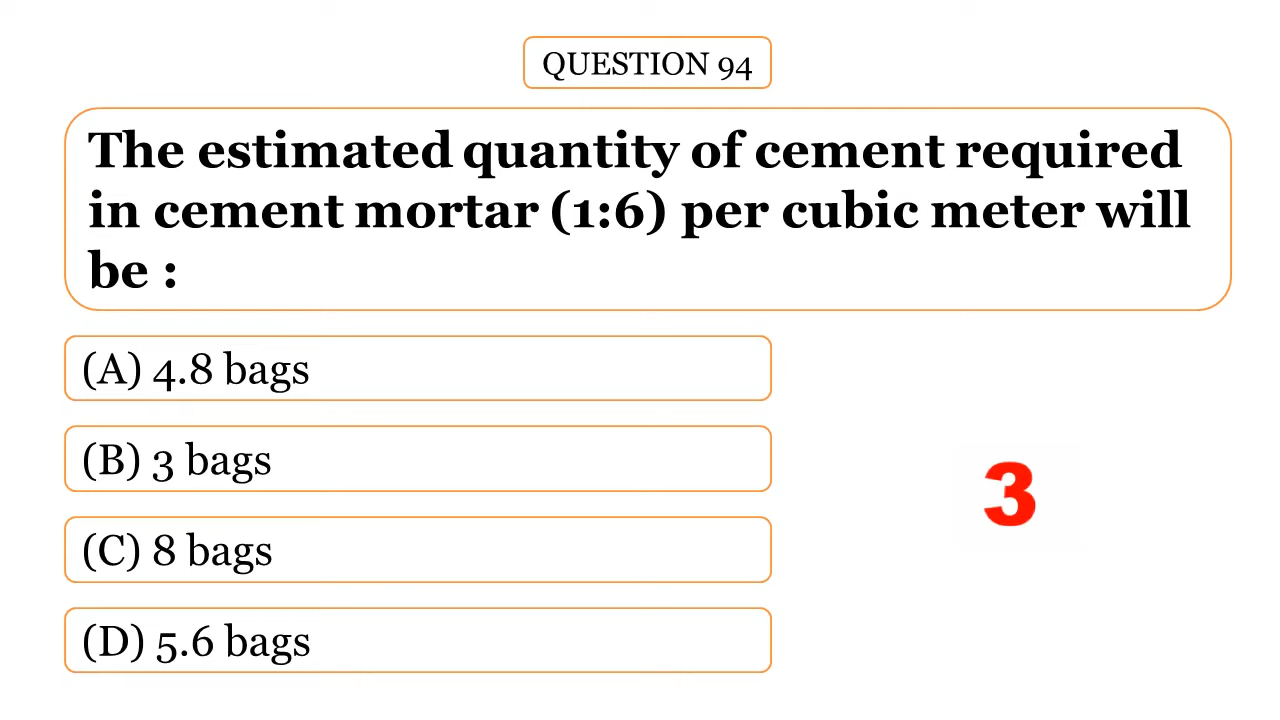 QUESTION 94
The estimated quantity of cement required
in cement mortar (1:6) per cubic meter will
be :
(A) 4.8 bags
(B) 3 bags
(C) 8 bags
(D) 5.6 bags
3